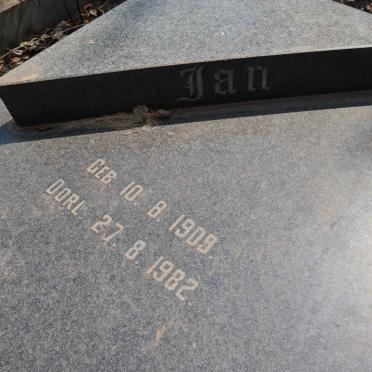 Jan
GEB. 10. 8. 1909.
OORL. 27. 8. 1982.